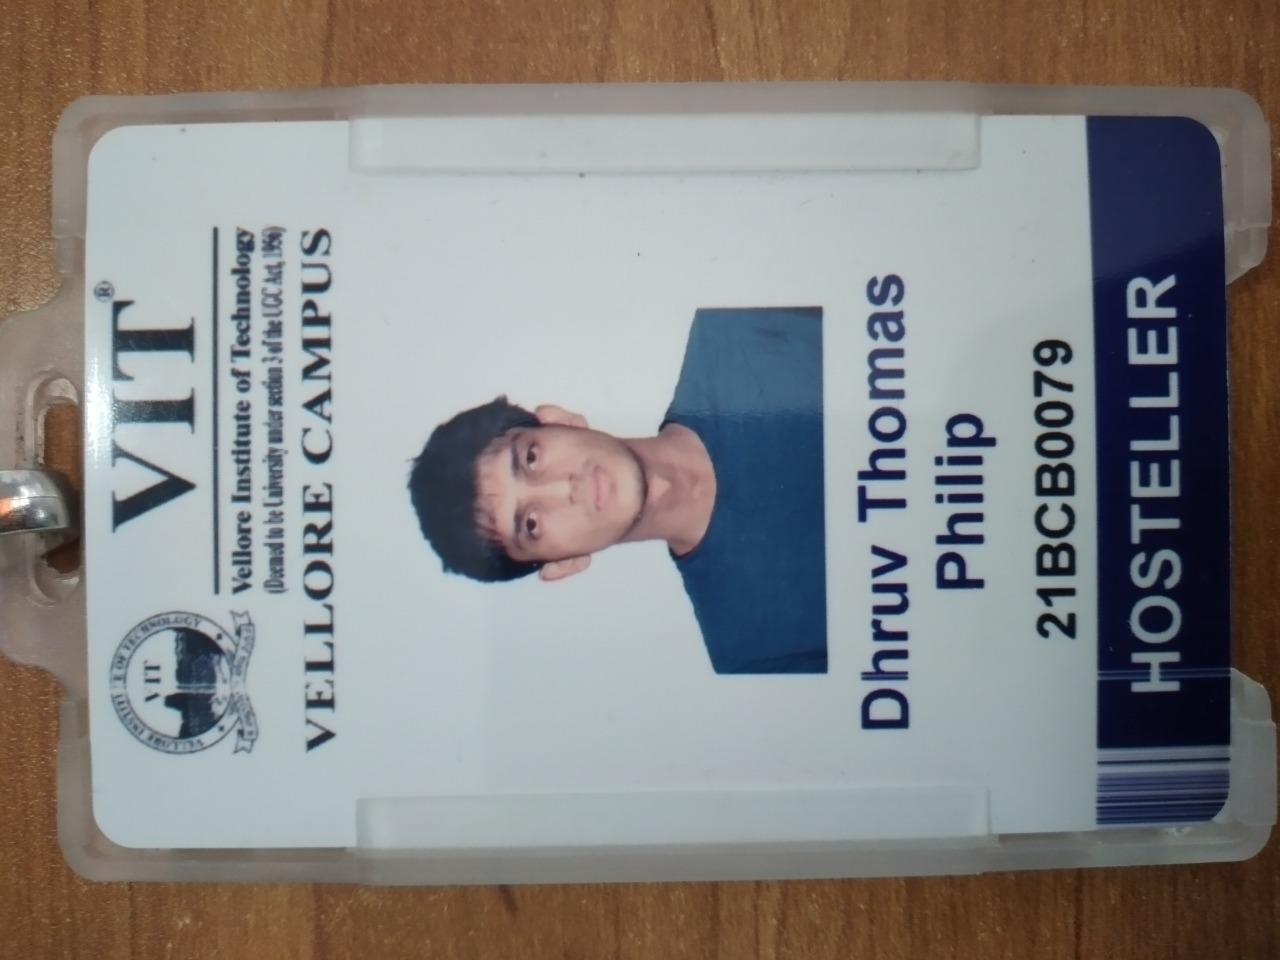 VIT®
Vellore Institute of Technology
(Deemed to be University under section 3 of the UGC Act, 1956)
VELLORE CAMPUS
VELLORE INSTITUTE OF TECHNOLOGY
VIT
Dhruv Thomas
Philip
21BCB0079
HOSTELLER